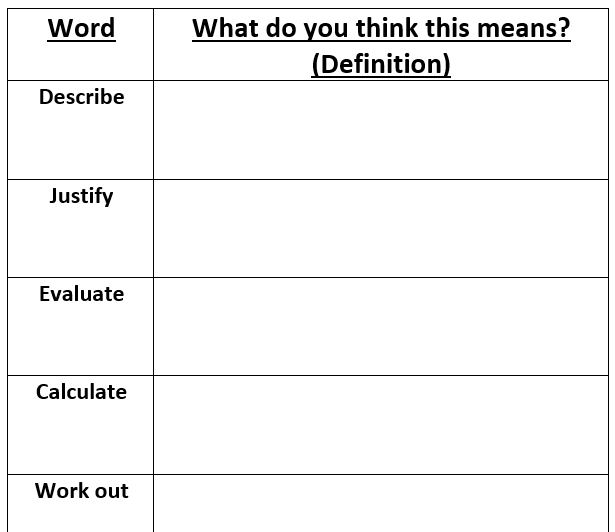 Word
What do you think this means?
(Definition)
Describe
Justify
Evaluate
Calculate
Work out